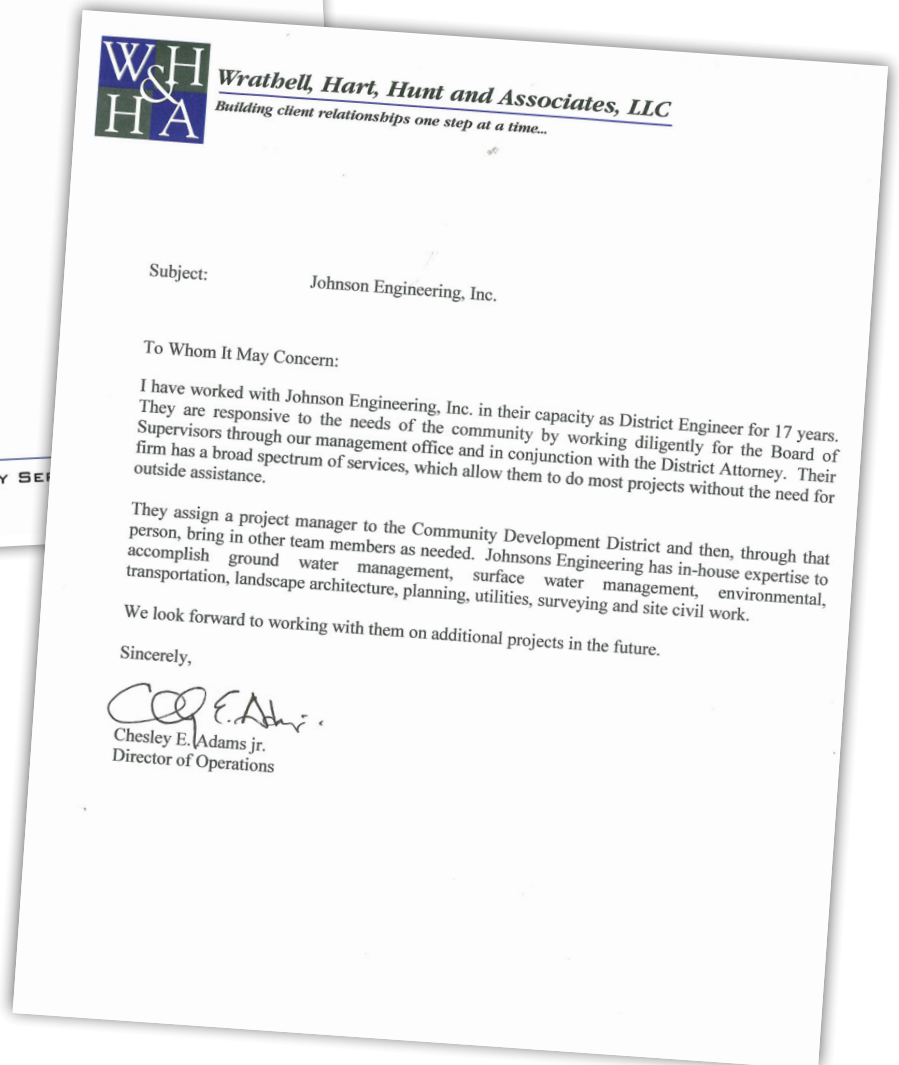 W H
&
H A
Wrathell, Hart, Hunt and Associates, LLC
Building client relationships one step at a time...
Subject: Johnson Engineering, Inc.
To Whom It May Concern:
I have worked with Johnson Engineering, Inc. in their capacity as District Engineer for 17 years.
They are responsive to the needs of the community by working diligently for the Board of
Supervisors through our management office and in conjunction with the District Attorney. Their
firm has a broad spectrum of services, which allow them to do most projects without the need for
outside assistance.
They assign a project manager to the Community Development District and then, through that
person, bring in other team members as needed. Johnsons Engineering has in-house expertise to
accomplish ground water management, surface water management, environmental,
transportation, landscape architecture, planning, utilities, surveying and site civil work.
We look forward to working with them on additional projects in the future.
Sincerely,
Chesley E. Adams jr.
Director of Operations